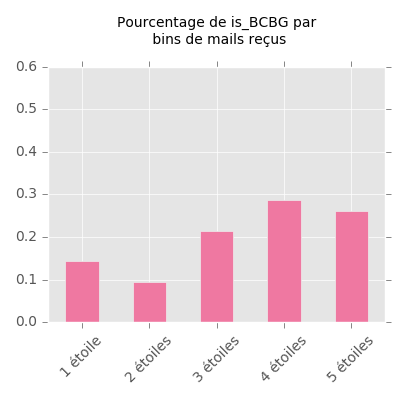 Pourcentage de is_BCBG par
bins de mails reçus
0.6
0.5
0.4
0.3
0.2
0.1
0.0
1 étoile
2 étoiles
3 étoiles
4 étoiles
5 étoiles